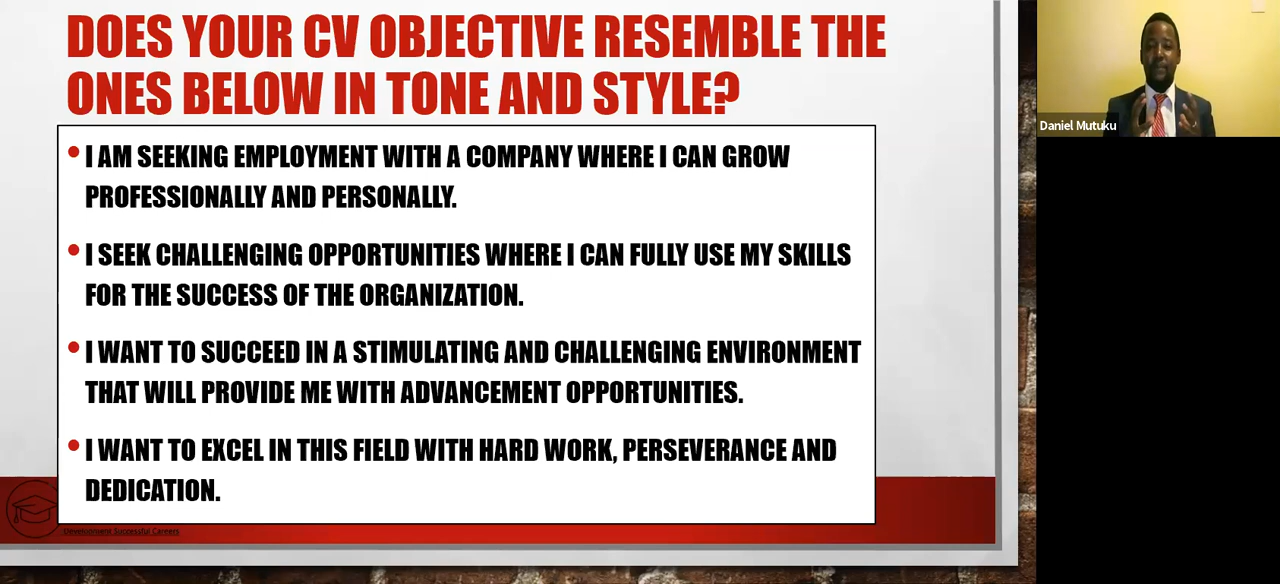 DOES YOUR CV OBJECTIVE RESEMBLE THE
ONES BELOW IN TONE AND STYLE?
• I AM SEEKING EMPLOYMENT WITH A COMPANY WHERE I CAN GROW
PROFESSIONALLY AND PERSONALLY.
• I SEEK CHALLENGING OPPORTUNITIES WHERE I CAN FULLY USE MY SKILLS
FOR THE SUCCESS OF THE ORGANIZATION.
• I WANT TO SUCCEED IN A STIMULATING AND CHALLENGING ENVIRONMENT
THAT WILL PROVIDE ME WITH ADVANCEMENT OPPORTUNITIES.
• I WANT TO EXCEL IN THIS FIELD WITH HARD WORK, PERSEVERANCE AND
DEDICATION.
Development Successful Careers
Daniel Mutuku